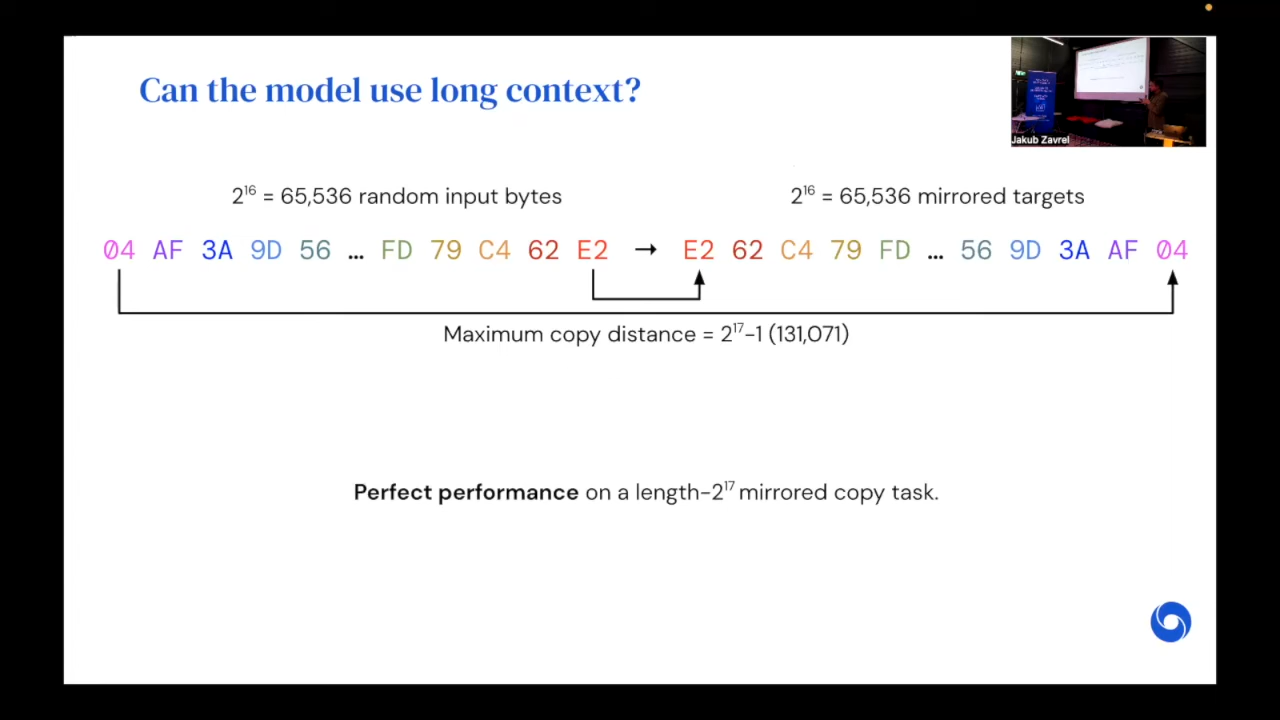 Can the model use long context?
Jakub Zavrel
2¹⁶ = 65,536 random input bytes
2¹⁶ = 65,536 mirrored targets
04 AF 3A 9D 56 ... FD 79 C4 62 E2 → E2 62 C4 79 FD ... 56 9D 3A AF 04
Maximum copy distance = 2¹⁷-1 (131,071)
Perfect performance on a length-2¹⁷ mirrored copy task.